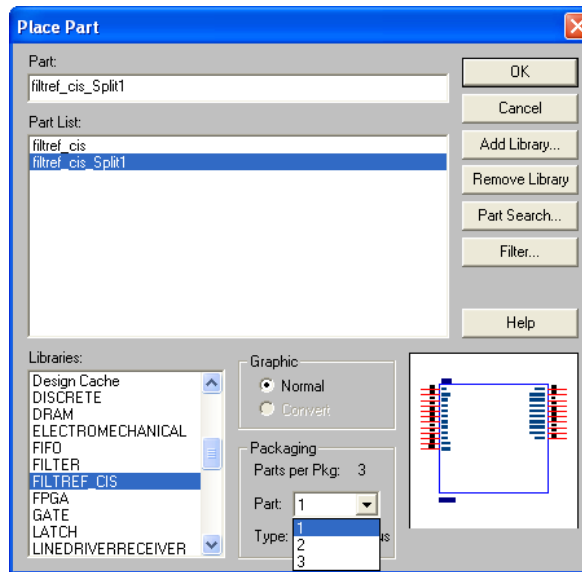 Place Part
Part:
filtref_cis_Split1
Part List:
filtref_cis
filtref_cis_Split1
OK
Cancel
Add Library...
Remove Library
Part Search...
Filter...
Help
Libraries:
Design Cache
DISCRETE
DRAM
ELECTROMECHANICAL
FIFO
FILTER
FILTREF_CIS
FPGA
GATE
LATCH
LINEDRIVERRECEIVER
Graphic
Normal
Convert
Packaging
Parts per Pkg: 3
Part: 1
Type:
1
2
3